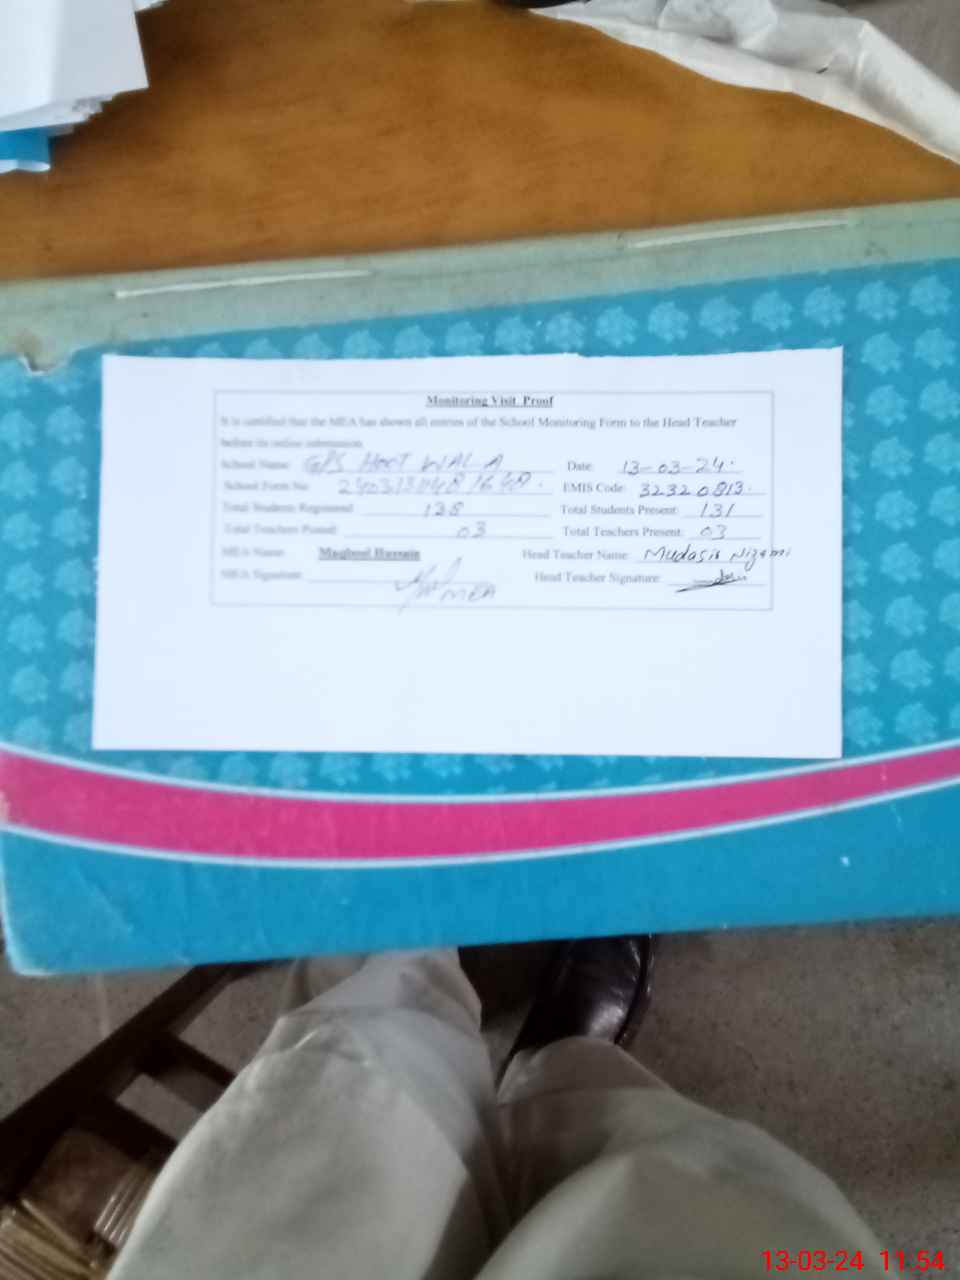 Monitoring Visit Proof
It is certified that the MEA has shown all entries of the School Monitoring Form to the Head Teacher
before its online submission
School Name: GPS HOOT WALA Date: 13-03-24.
School Form No: EMIS Code: 32320813.
Total Students Registered Total Students Present: 131
Total Teachers Posted: 03 Total Teachers Present: 03
MEA Name: Maqbool Hussain Head Teacher Name: Mudasir Nizami
MEA Signature: MEA Head Teacher Signature:
13-03-24 11:54